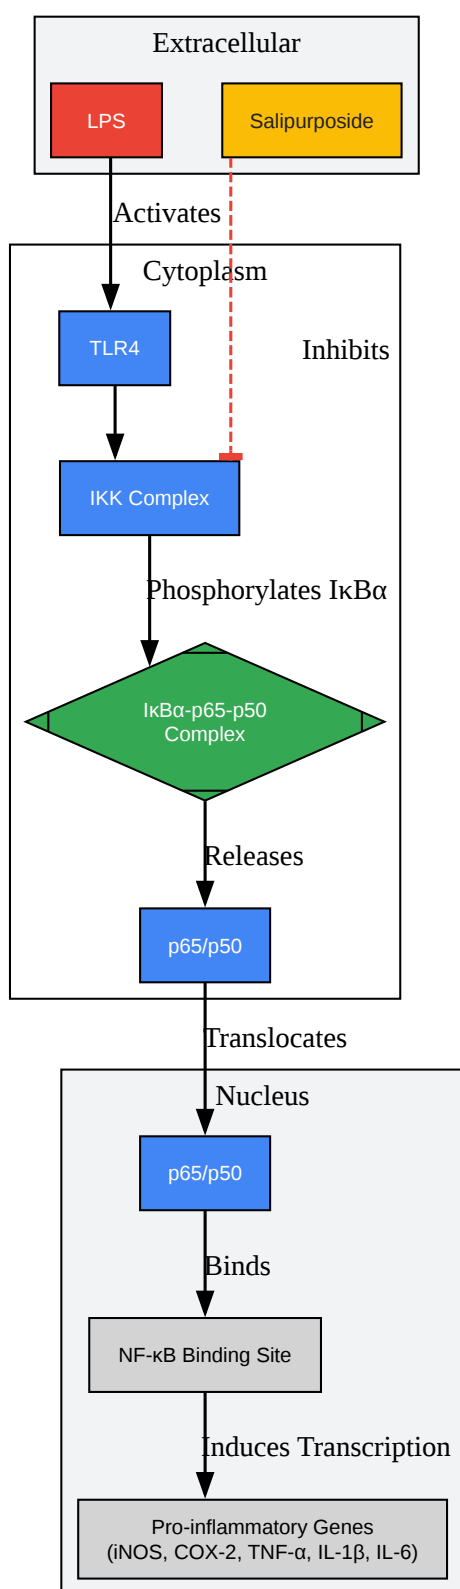 Extracellular
LPS
Salipurposide
Activates
Cytoplasm
TLR4
Inhibits
IKK Complex
Phosphorylates IκBα
IκBα-p65-p50
Complex
Releases
p65/p50
Translocates
Nucleus
p65/p50
Binds
NF-κB Binding Site
Induces Transcription
Pro-inflammatory Genes
(iNOS, COX-2, TNF-α, IL-1β, IL-6)